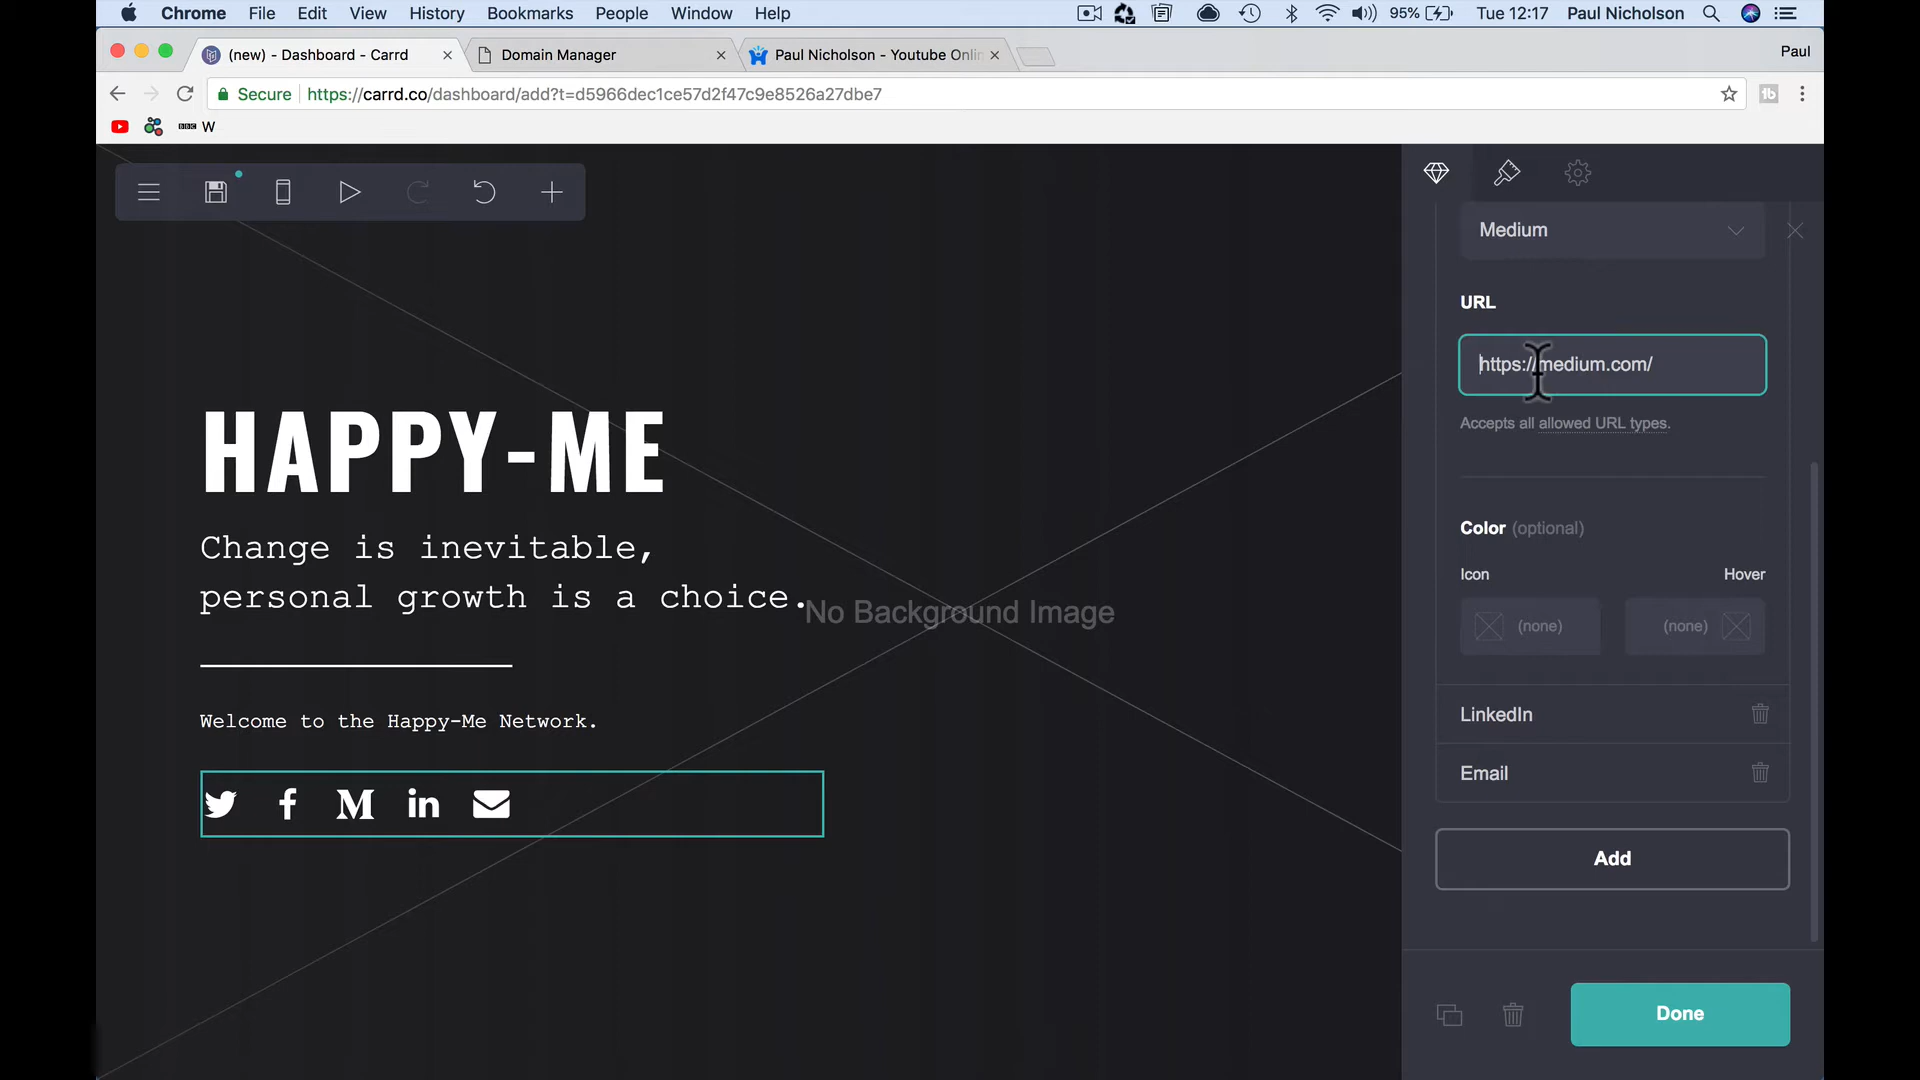 Chrome File Edit View History Bookmarks People Window Help 95% Tue 12:17 Paul Nicholson
(new) - Dashboard - Carrd Domain Manager Paul Nicholson - Youtube Onlin Paul
Secure https://carrd.co/dashboard/add?t=d5966dec1ce57d2f47c9e8526a27dbe7 tb
BBC W
Medium
URL
https://medium.com/
Accepts all allowed URL types.
HAPPY-ME
Change is inevitable,
personal growth is a choice.
No Background Image
Color (optional)
Icon Hover
(none) (none)
Welcome to the Happy-Me Network.
LinkedIn
Email
Add
Done